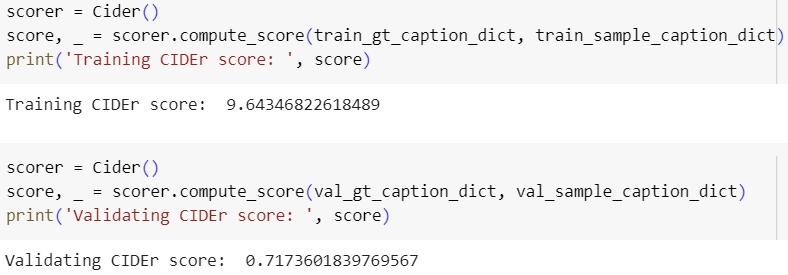 scorer = Cider()
score, _ = scorer.compute_score(train_gt_caption_dict, train_sample_caption_dict)
print('Training CIDEr score: ', score)
Training CIDEr score:  9.64346822618489
scorer = Cider()
score, _ = scorer.compute_score(val_gt_caption_dict, val_sample_caption_dict)
print('Validating CIDEr score: ', score)
Validating CIDEr score:  0.7173601839769567